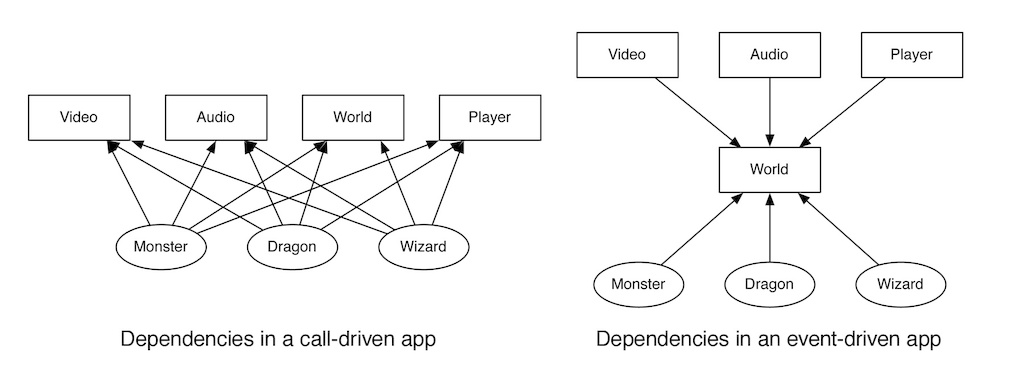 Video
Audio
World
Player
Monster
Dragon
Wizard
Dependencies in a call-driven app
Video
Audio
Player
World
Monster
Dragon
Wizard
Dependencies in an event-driven app